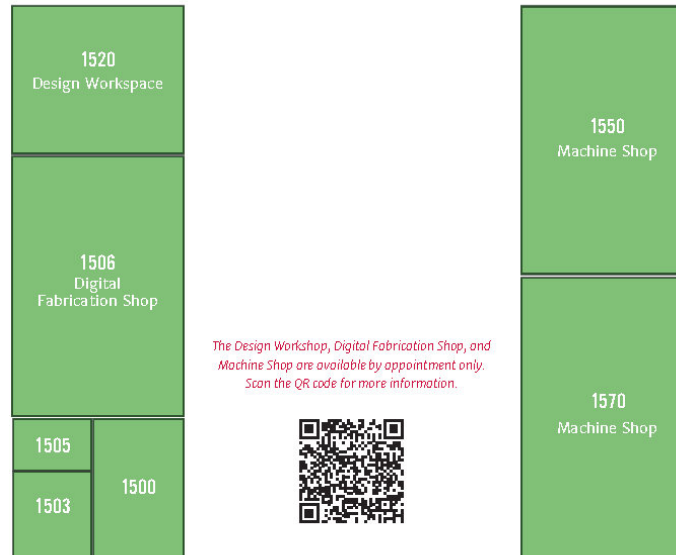 1520
Design Workspace
1506
Digital
Fabrication Shop
1505
1503
1500
The Design Workshop, Digital Fabrication Shop, and
Machine Shop are available by appointment only.
Scan the QR code for more information.
1550
Machine Shop
1570
Machine Shop